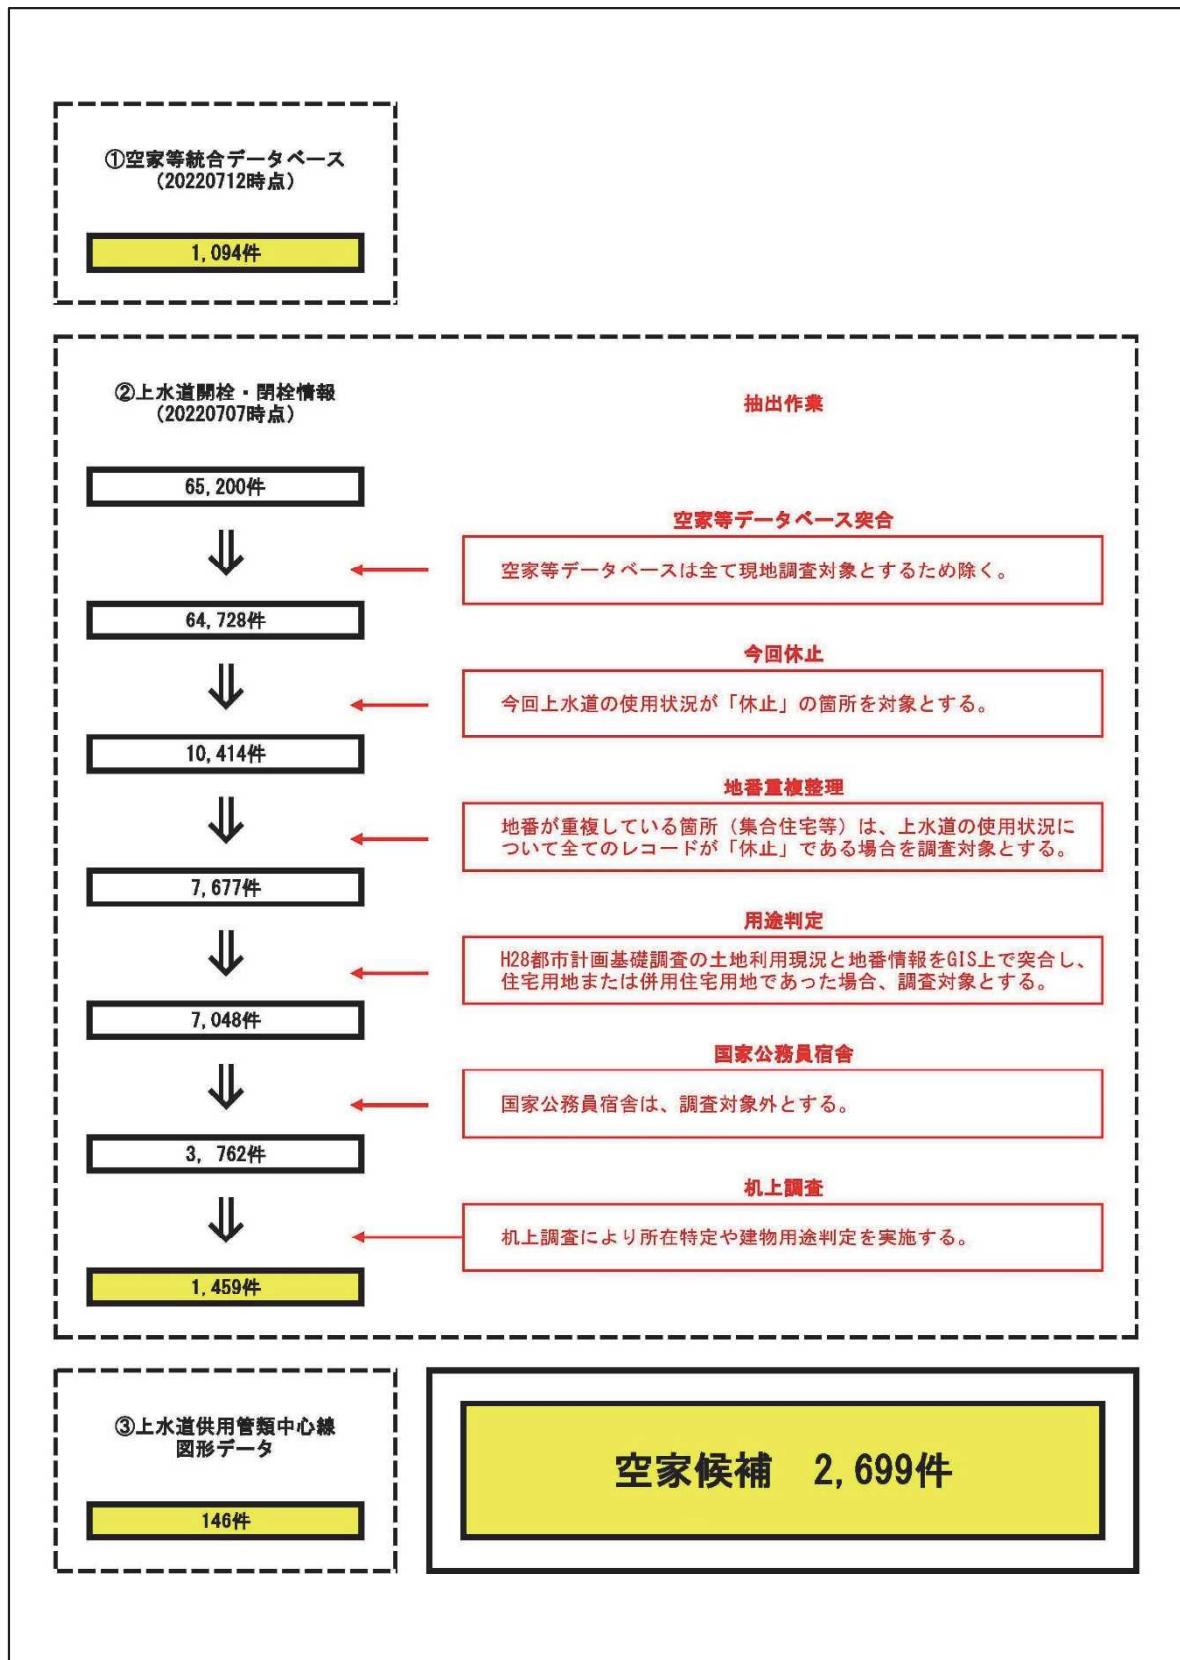 ①空家等統合データベース
(20220712時点)
1,094件
②上水道開栓・閉栓情報
(20220707時点)
抽出作業
65,200件
空家等データベース突合
空家等データベースは全て現地調査対象とするため除く。
64,728件
今回休止
今回上水道の使用状況が「休止」の箇所を対象とする。
10,414件
地番重複整理
地番が重複している箇所（集合住宅等）は、上水道の使用状況に
ついて全てのレコードが「休止」である場合を調査対象とする。
7,677件
用途判定
H28都市計画基礎調査の土地利用現況と地番情報をGIS上で突合し、
住宅用地または併用住宅用地であった場合、調査対象とする。
7,048件
国家公務員宿舎
国家公務員宿舎は、調査対象外とする。
3, 762件
机上調査
机上調査により所在特定や建物用途判定を実施する。
1,459件
③上水道供用管類中心線
図形データ
146件
空家候補　2,699件